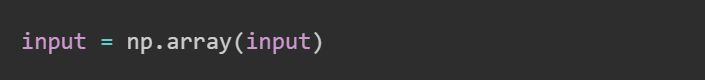 input = np.array(input)